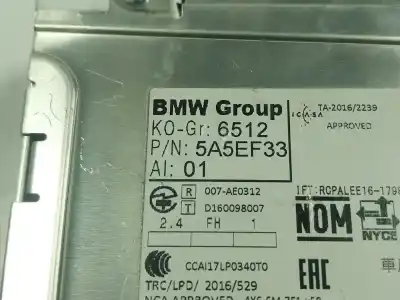 BMW Group
KO-Gr: 6512
P/N: 5A5EF33
AI: 01
ICASA
TA-2016/2239
APPROVED
R 007-AE0312
T D160098007
2.4 FH 1
CCAI17LP0340T0
TRC/LPD/ 2016/529
NOM
NYCE
EAC